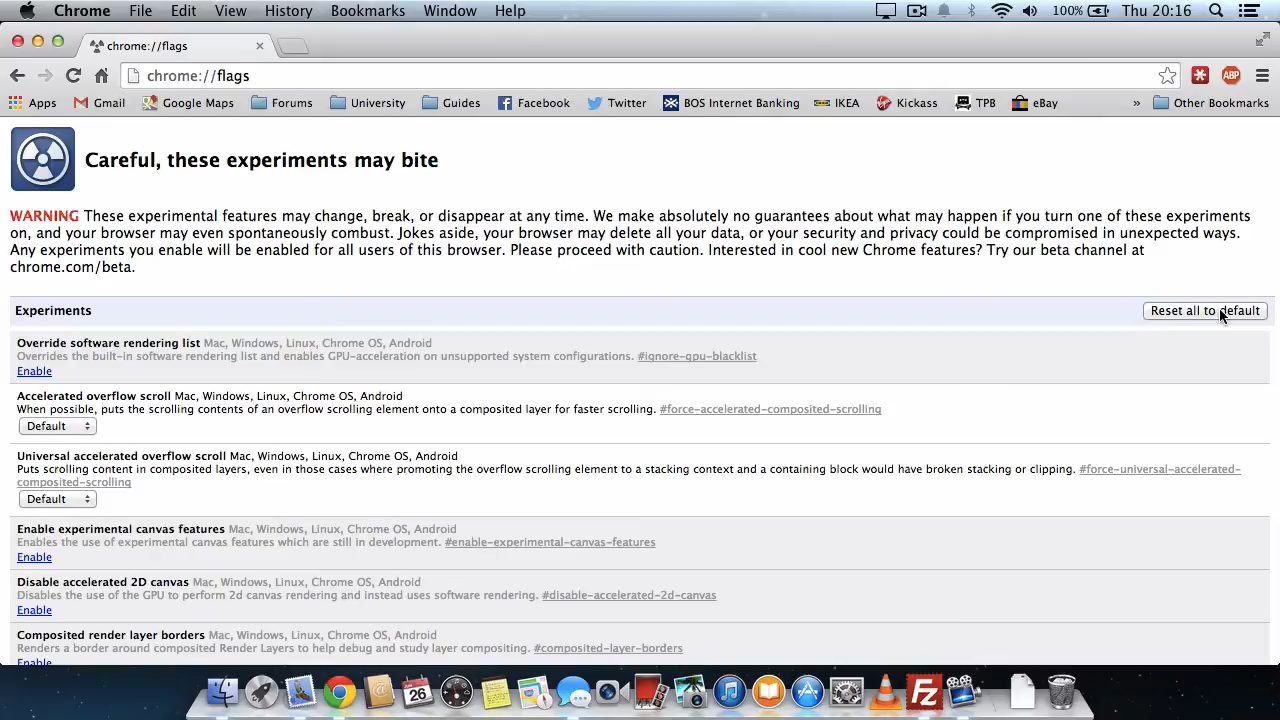 Chrome File Edit View History Bookmarks Window Help 100% Thu 20:16
chrome://flags
chrome://flags ABP
Apps Gmail Google Maps Forums University Guides Facebook Twitter BOS Internet Banking IKEA Kickass TPB eBay » Other Bookmarks
Careful, these experiments may bite
WARNING These experimental features may change, break, or disappear at any time. We make absolutely no guarantees about what may happen if you turn one of these experiments
on, and your browser may even spontaneously combust. Jokes aside, your browser may delete all your data, or your security and privacy could be compromised in unexpected ways.
Any experiments you enable will be enabled for all users of this browser. Please proceed with caution. Interested in cool new Chrome features? Try our beta channel at
chrome.com/beta.
Experiments Reset all to default
Override software rendering list Mac, Windows, Linux, Chrome OS, Android
Overrides the built-in software rendering list and enables GPU-acceleration on unsupported system configurations. #ignore-gpu-blacklist
Enable
Accelerated overflow scroll Mac, Windows, Linux, Chrome OS, Android
When possible, puts the scrolling contents of an overflow scrolling element onto a composited layer for faster scrolling. #force-accelerated-composited-scrolling
Default
Universal accelerated overflow scroll Mac, Windows, Linux, Chrome OS, Android
Puts scrolling content in composited layers, even in those cases where promoting the overflow scrolling element to a stacking context and a containing block would have broken stacking or clipping. #force-universal-accelerated-
composited-scrolling
Default
Enable experimental canvas features Mac, Windows, Linux, Chrome OS, Android
Enables the use of experimental canvas features which are still in development. #enable-experimental-canvas-features
Enable
Disable accelerated 2D canvas Mac, Windows, Linux, Chrome OS, Android
Disables the use of the GPU to perform 2d canvas rendering and instead uses software rendering. #disable-accelerated-2d-canvas
Enable
Composited render layer borders Mac, Windows, Linux, Chrome OS, Android
Renders a border around composited Render Layers to help debug and study layer compositing. #composited-layer-borders
Enable
26 Fz